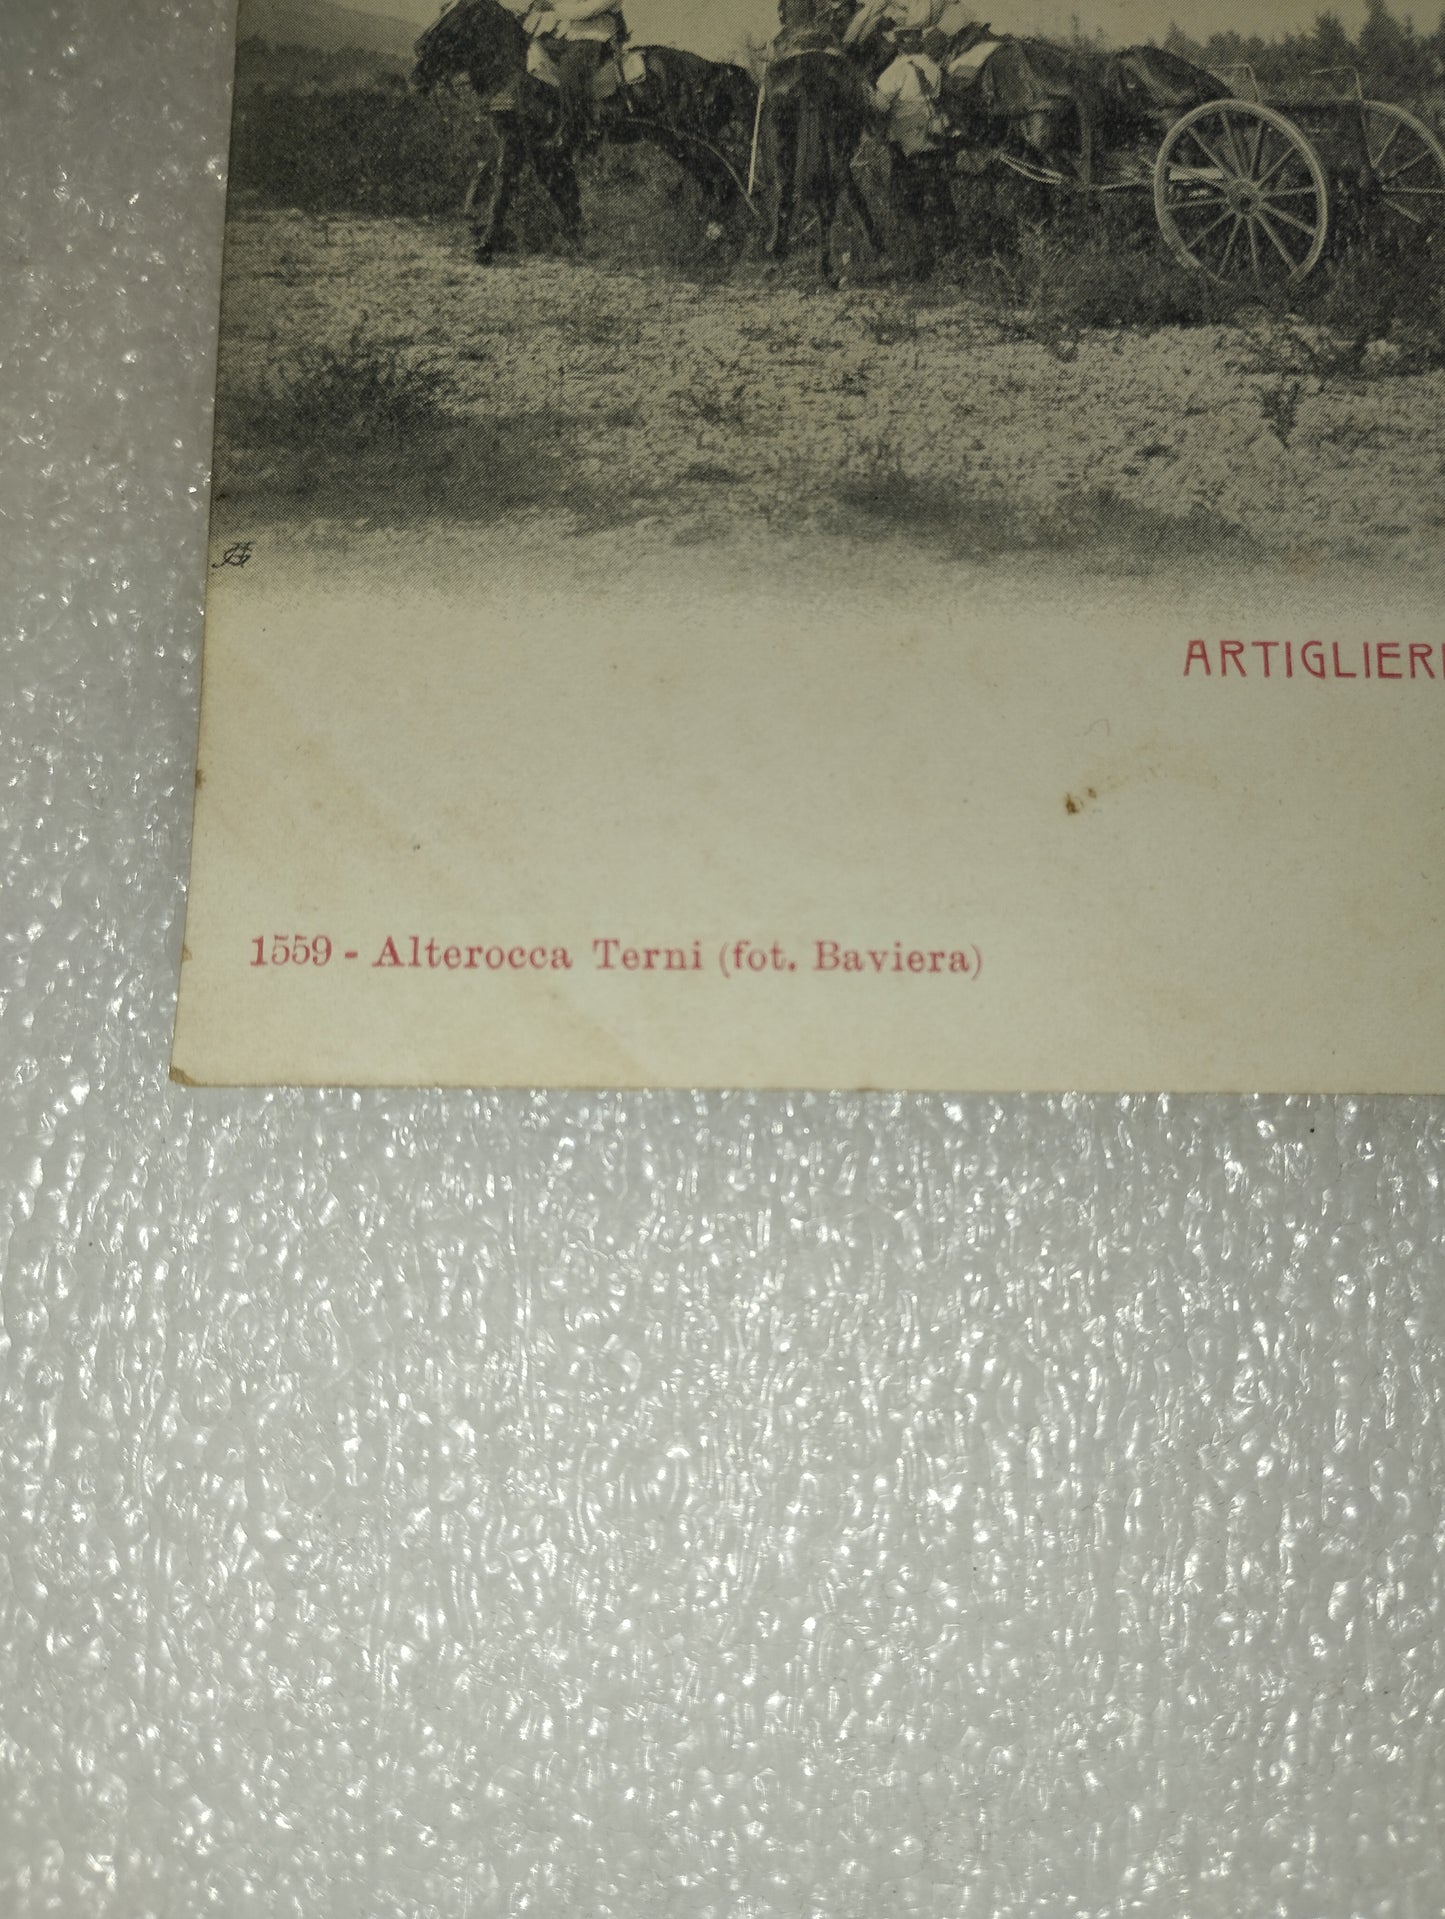 ARTIGLIERI
1559 - Alterocca Terni (fot. Baviera)